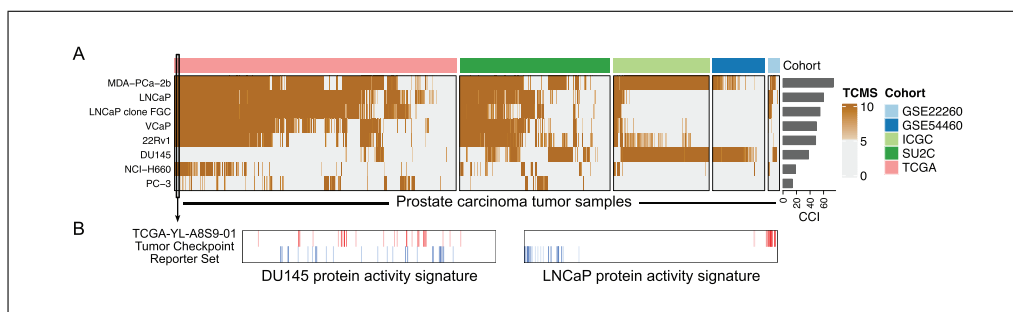 A
Cohort
MDA–PCa–2b
LNCaP
LNCaP clone FGC
VCaP
22Rv1
DU145
NCI–H660
PC–3
TCMS
10
5
0
Cohort
GSE22260
GSE54460
ICGC
SU2C
TCGA
0
20
40
60
CCI
Prostate carcinoma tumor samples
B
TCGA-YL-A8S9-01
Tumor Checkpoint
Reporter Set
DU145 protein activity signature
LNCaP protein activity signature